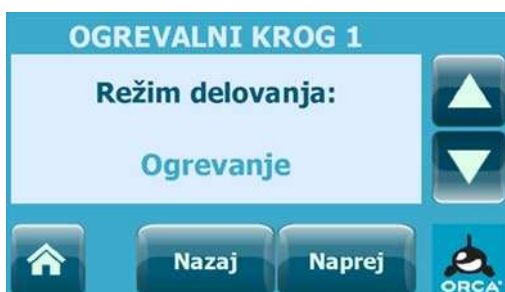 OGREVALNI KROG 1
Režim delovanja:
Ogrevanje
Nazaj
Naprej
ORCA